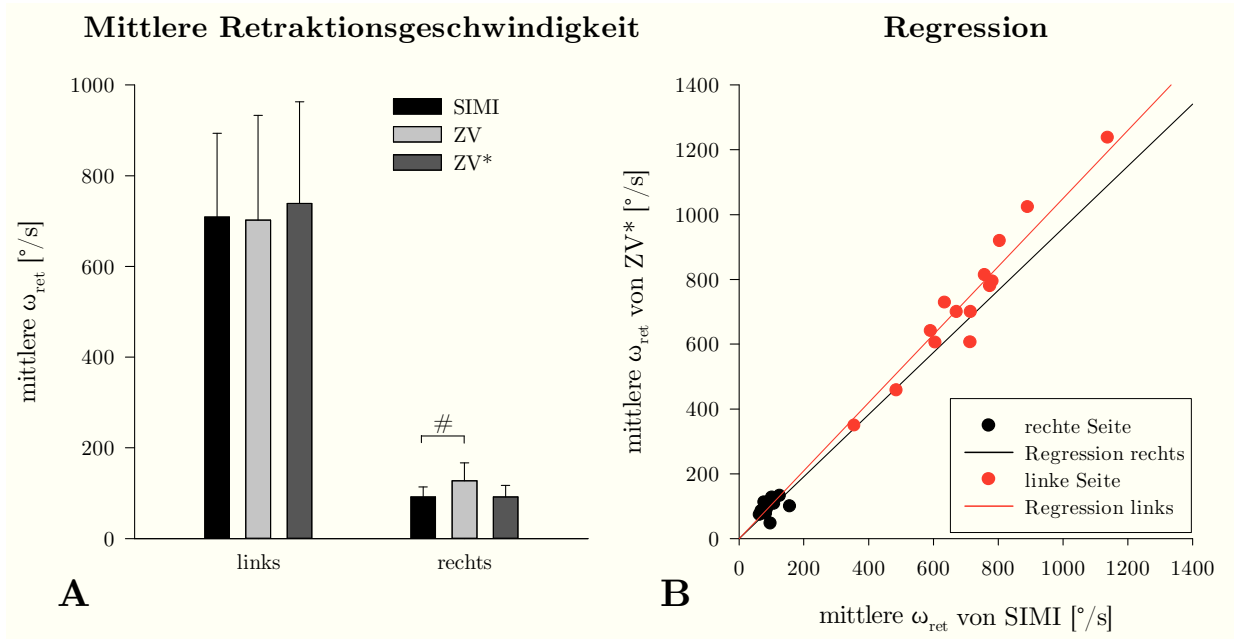 Mittlere Retraktionsgeschwindigkeit
mittlere ω_ret [°/s]
1000
800
600
400
200
0
SIMI
ZV
ZV*
#
links
rechts
A
Regression
mittlere ω_ret von ZV* [°/s]
1400
1200
1000
800
600
400
200
0
rechte Seite
Regression rechts
linke Seite
Regression links
0 200 400 600 800 1000 1200 1400
mittlere ω_ret von SIMI [°/s]
B